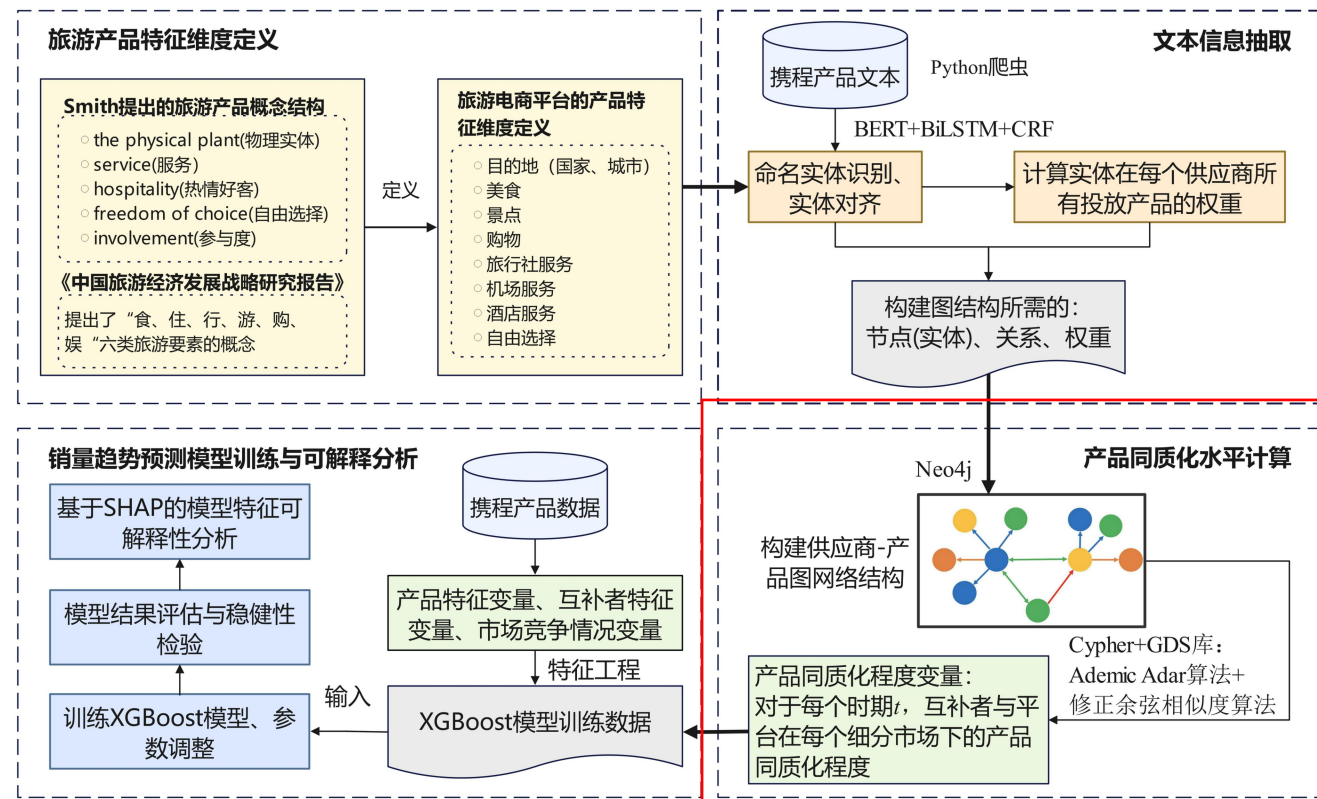 旅游产品特征维度定义
Smith提出的旅游产品概念结构
the physical plant(物理实体)
service(服务)
hospitality(热情好客)
freedom of choice(自由选择)
involvement(参与度)
《中国旅游经济发展战略研究报告》
提出了“食、住、行、游、购、
娱“六类旅游要素的概念
定义
旅游电商平台的产品特
征维度定义
目的地（国家、城市）
美食
景点
购物
旅行社服务
机场服务
酒店服务
自由选择
文本信息抽取
携程产品文本
Python爬虫
BERT+BiLSTM+CRF
命名实体识别、
实体对齐
计算实体在每个供应商所
有投放产品的权重
构建图结构所需的：
节点(实体)、关系、权重
产品同质化水平计算
Neo4j
构建供应商-产
品图网络结构
Cypher+GDS库：
Ademic Adar算法+
修正余弦相似度算法
产品同质化程度变量：
对于每个时期t，互补者与平
台在每个细分市场下的产品
同质化程度
销量趋势预测模型训练与可解释分析
携程产品数据
产品特征变量、互补者特征
变量、市场竞争情况变量
特征工程
XGBoost模型训练数据
输入
训练XGBoost模型、参
数调整
模型结果评估与稳健性
检验
基于SHAP的模型特征可
解释性分析